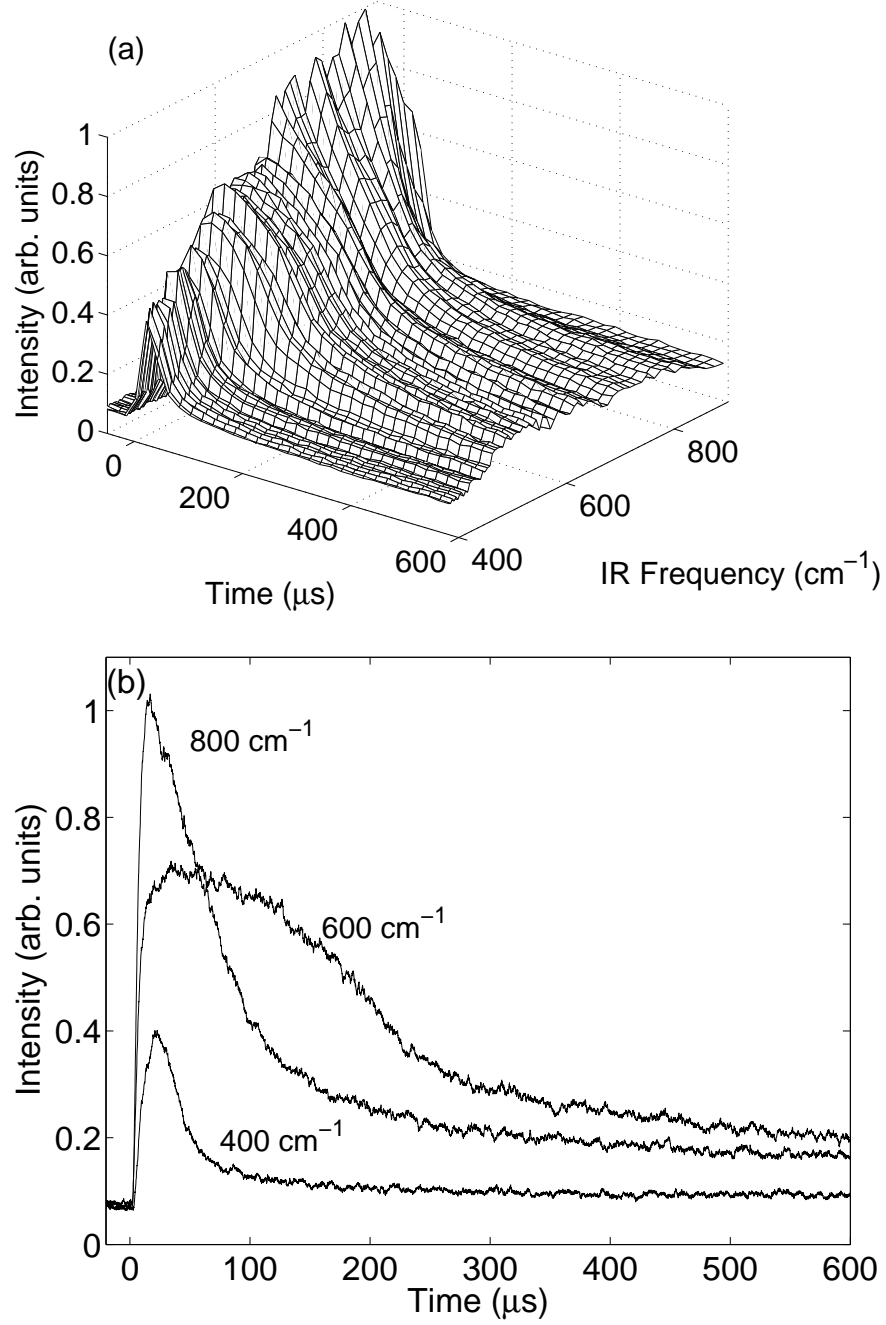 (a)
1
0.8
0.6
0.4
0.2
0
Intensity (arb. units)
0
200
400
600
Time (μs)
400
600
800
IR Frequency (cm⁻¹)
(b)
1
0.8
0.6
0.4
0.2
0
Intensity (arb. units)
800 cm⁻¹
600 cm⁻¹
400 cm⁻¹
0
100
200
300
400
500
600
Time (μs)